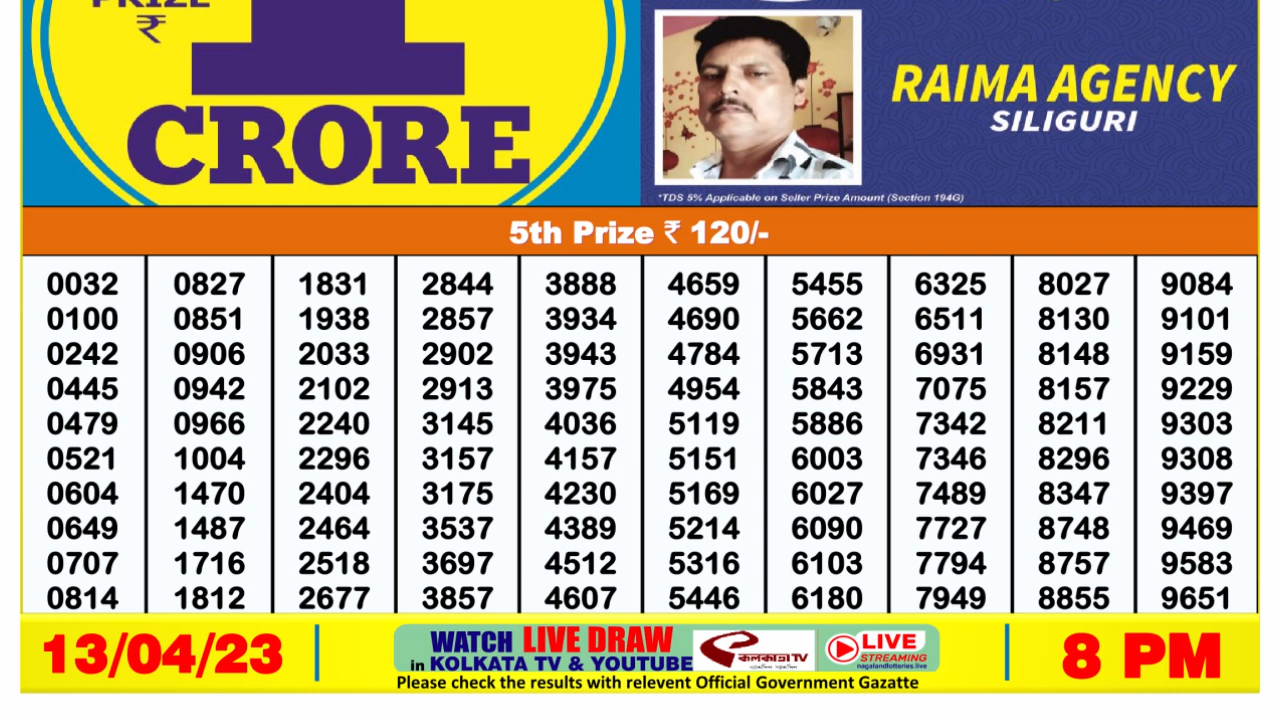 PRIZE
₹
1
CRORE
RAIMA AGENCY
SILIGURI
*TDS 5% Applicable on Seller Prize Amount (Section 194G)
5th Prize ₹ 120/-
0032 0827 1831 2844 3888 4659 5455 6325 8027 9084
0100 0851 1938 2857 3934 4690 5662 6511 8130 9101
0242 0906 2033 2902 3943 4784 5713 6931 8148 9159
0445 0942 2102 2913 3975 4954 5843 7075 8157 9229
0479 0966 2240 3145 4036 5119 5886 7342 8211 9303
0521 1004 2296 3157 4157 5151 6003 7346 8296 9308
0604 1470 2404 3175 4230 5169 6027 7489 8347 9397
0649 1487 2464 3537 4389 5214 6090 7727 8748 9469
0707 1716 2518 3697 4512 5316 6103 7794 8757 9583
0814 1812 2677 3857 4607 5446 6180 7949 8855 9651
13/04/23
WATCH LIVE DRAW
in KOLKATA TV & YOUTUBE
কলকাতা TV
LIVE
STREAMING
nagalandlotteries.live
Please check the results with relevent Official Government Gazatte
8 PM